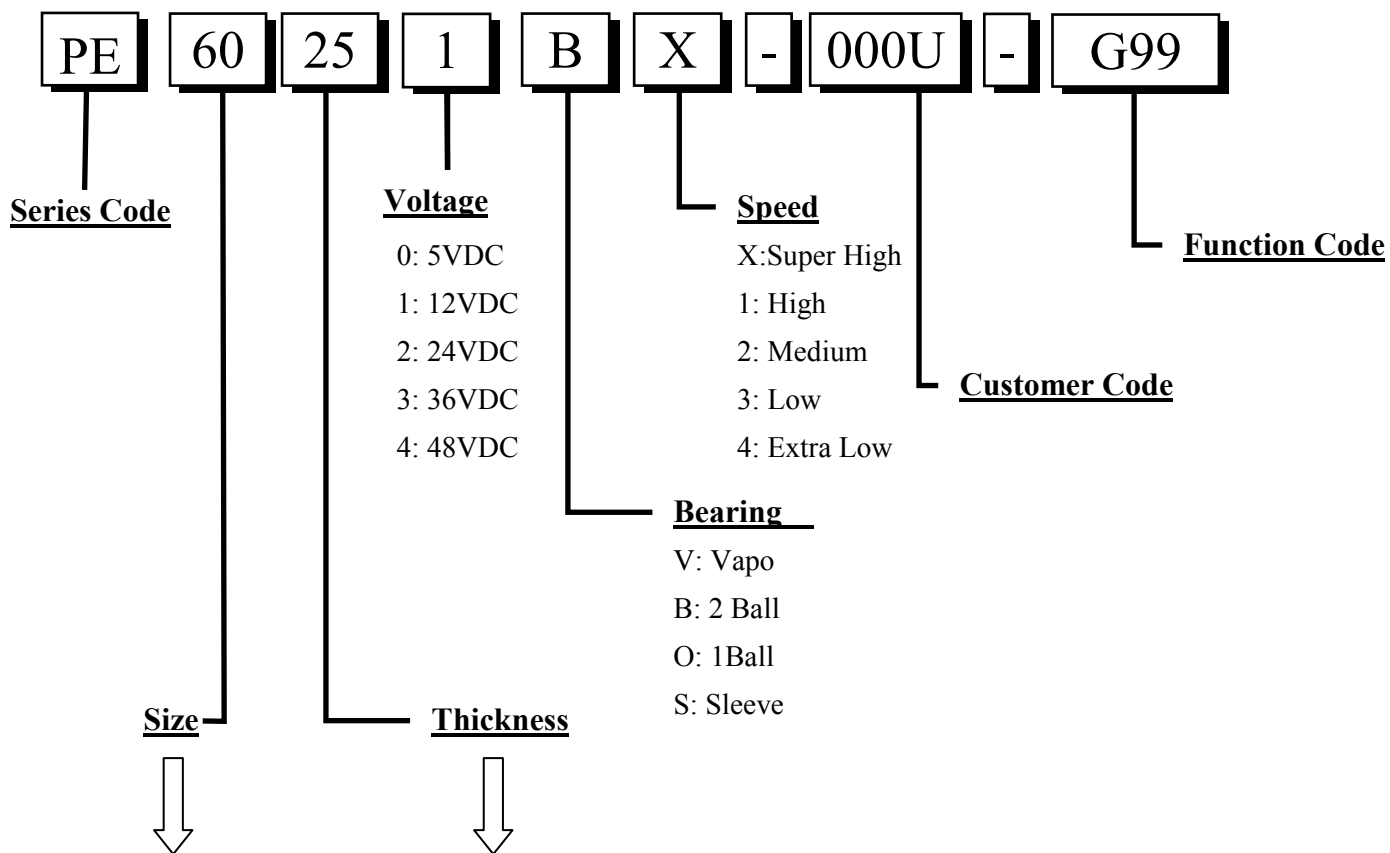 PE 60 25 1 B X - 000U - G99
Series Code
Voltage
0: 5VDC
1: 12VDC
2: 24VDC
3: 36VDC
4: 48VDC
Speed
X:Super High
1: High
2: Medium
3: Low
4: Extra Low
Function Code
Customer Code
Bearing
V: Vapo
B: 2 Ball
O: 1Ball
S: Sleeve
Size
Thickness